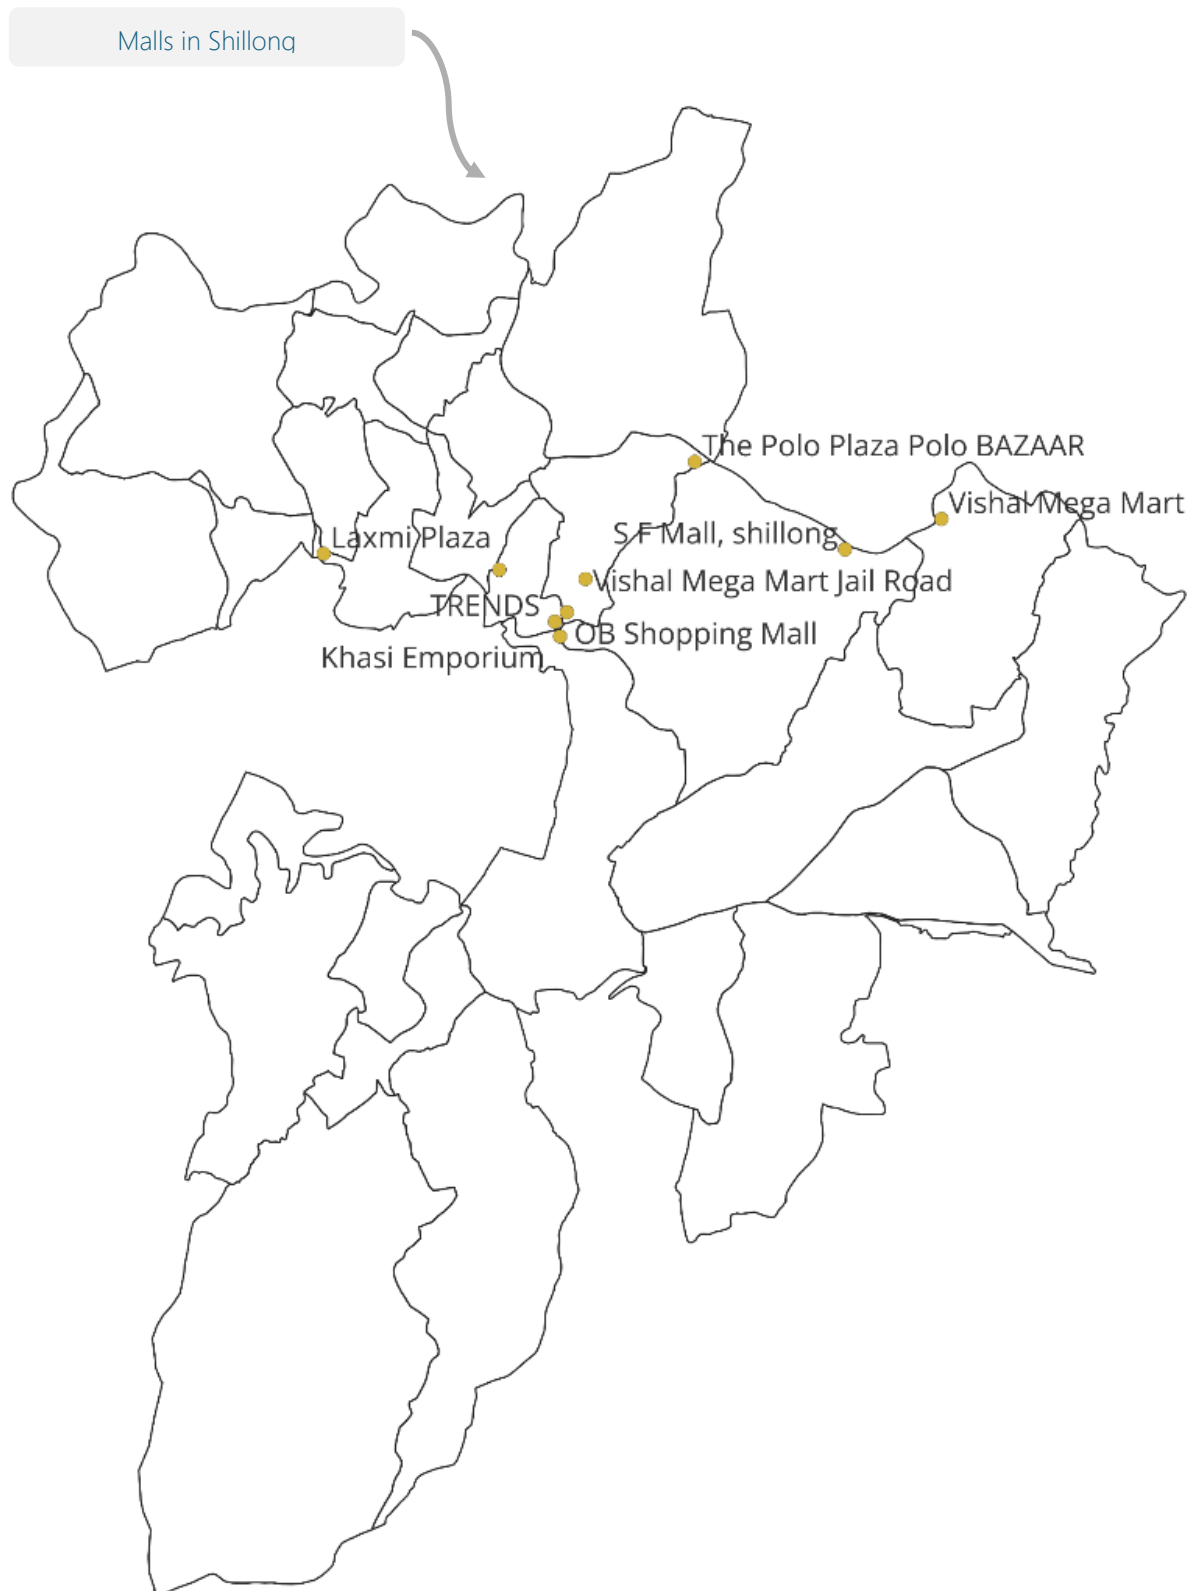 Malls in Shillong
The Polo Plaza Polo BAZAAR
Vishal Mega Mart
S F Mall, shillong
Laxmi Plaza
Vishal Mega Mart Jail Road
TRENDS
OB Shopping Mall
Khasi Emporium